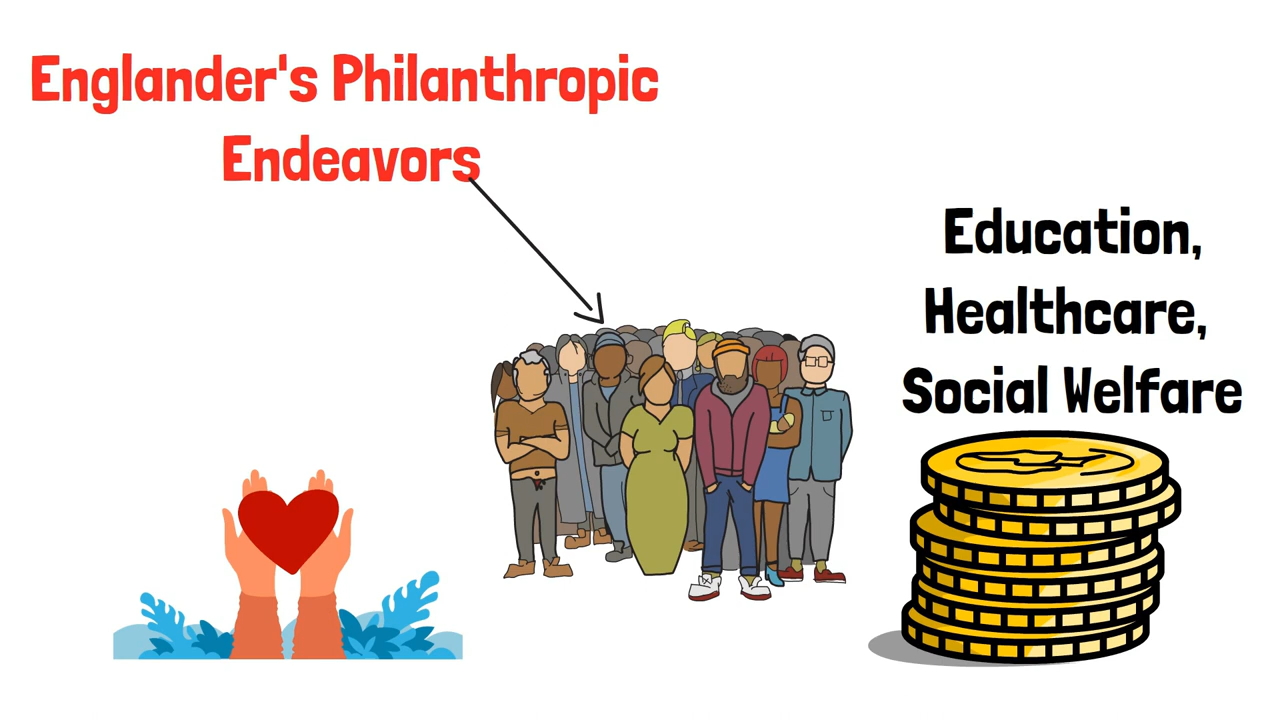 Englander's Philanthropic
Endeavors
Education,
Healthcare,
Social Welfare